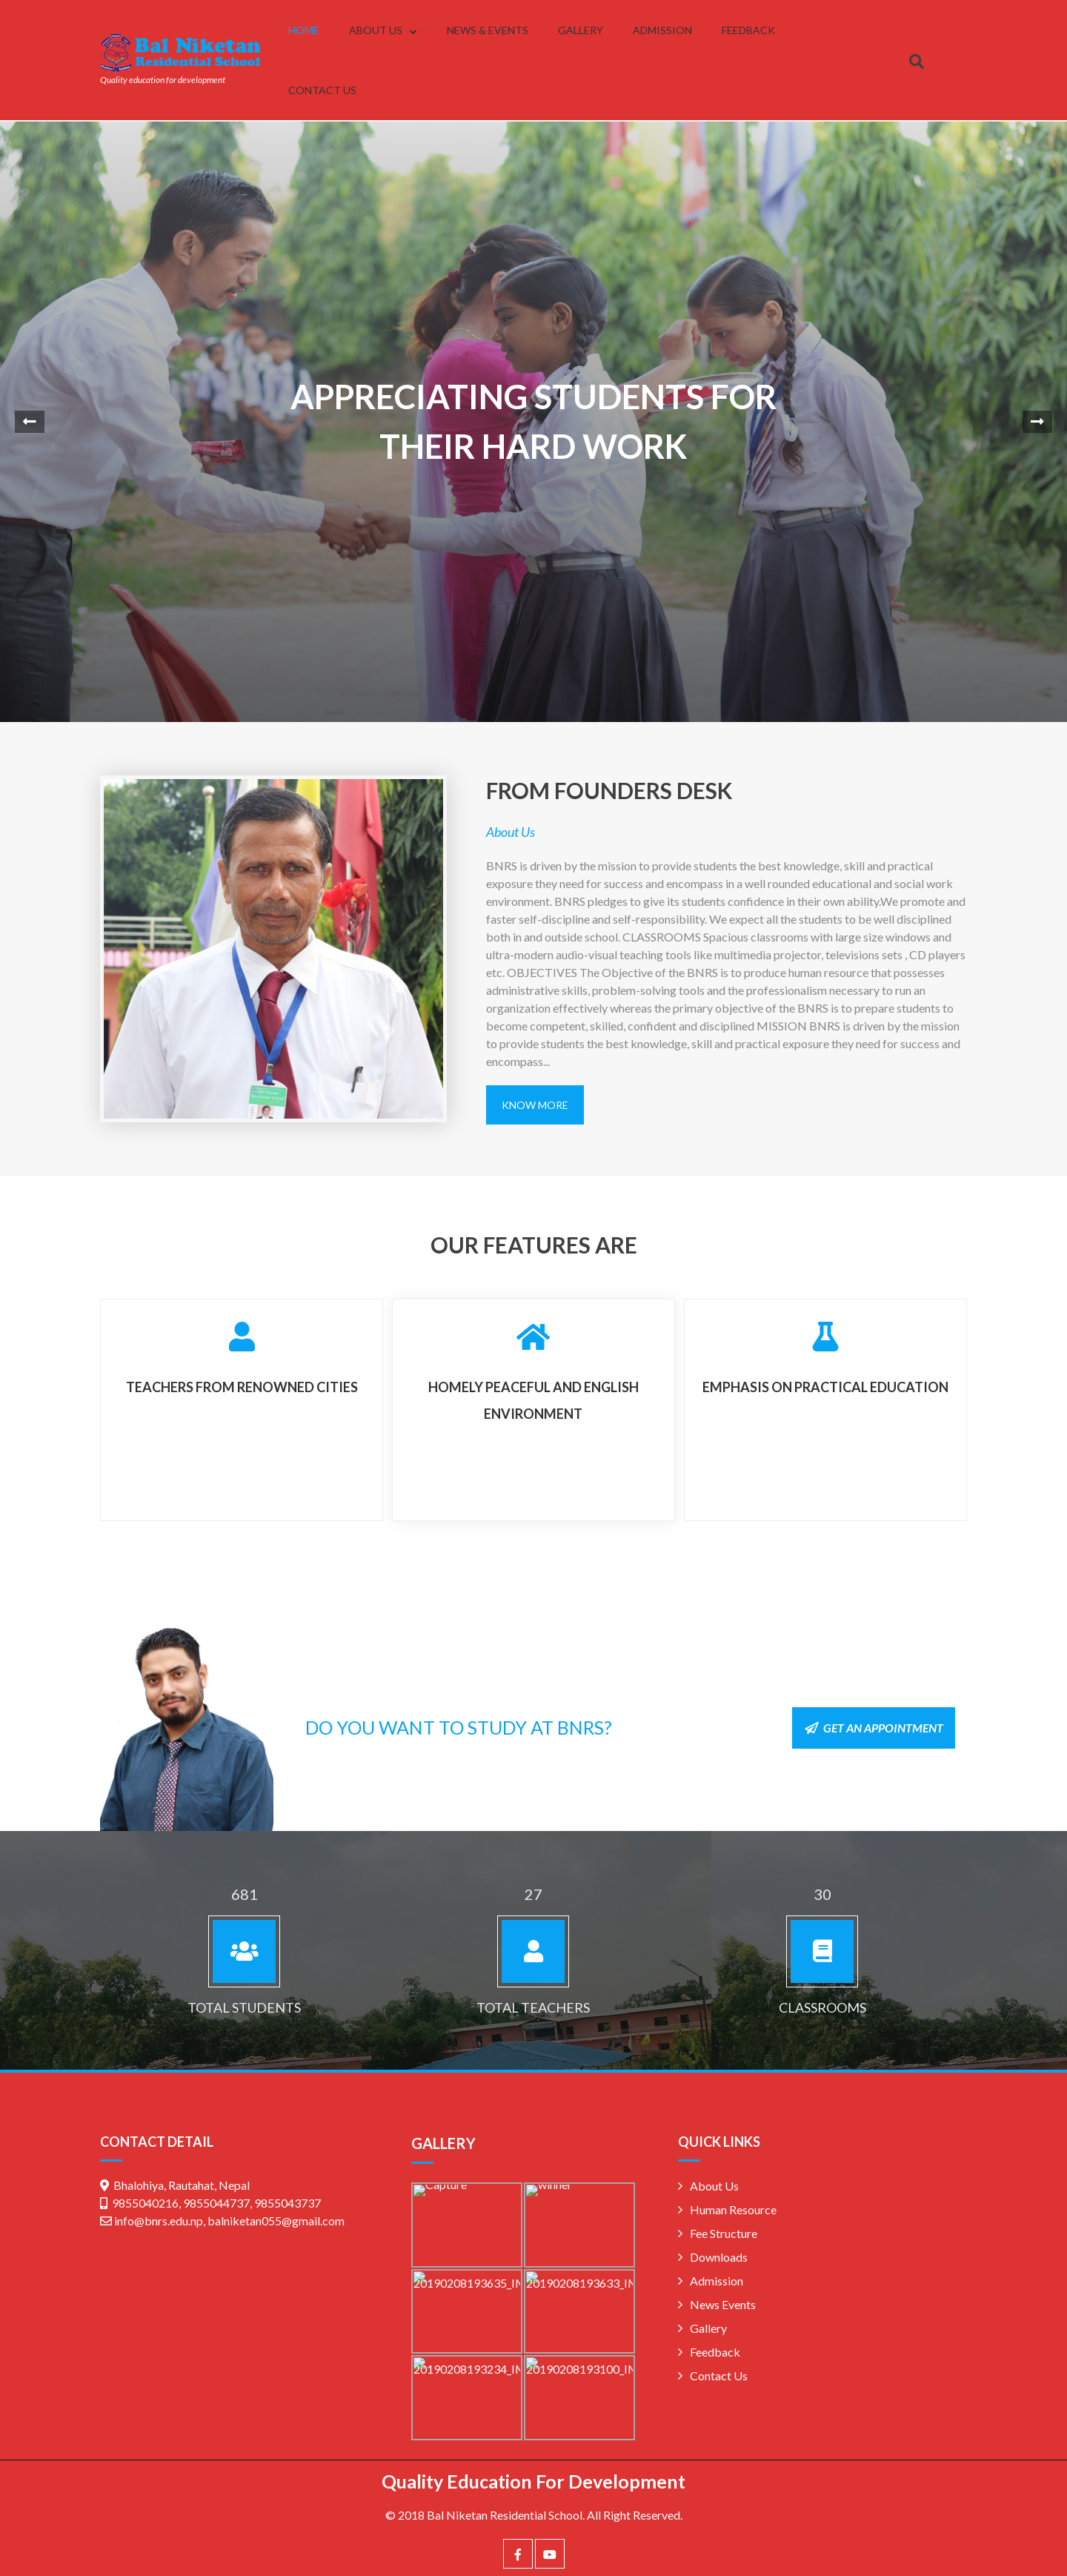 Bal Niketan
Residential School
Quality education for development
HOME
ABOUT US
NEWS & EVENTS
GALLERY
ADMISSION
FEEDBACK
CONTACT US
APPRECIATING STUDENTS FOR
THEIR HARD WORK
FROM FOUNDERS DESK
About Us
BNRS is driven by the mission to provide students the best knowledge, skill and practical
exposure they need for success and encompass in a well rounded educational and social work
environment. BNRS pledges to give its students confidence in their own ability.We promote and
faster self-discipline and self-responsibility. We expect all the students to be well disciplined
both in and outside school. CLASSROOMS Spacious classrooms with large size windows and
ultra-modern audio-visual teaching tools like multimedia projector, televisions sets , CD players
etc. OBJECTIVES The Objective of the BNRS is to produce human resource that possesses
administrative skills, problem-solving tools and the professionalism necessary to run an
organization effectively whereas the primary objective of the BNRS is to prepare students to
become competent, skilled, confident and disciplined MISSION BNRS is driven by the mission
to provide students the best knowledge, skill and practical exposure they need for success and
encompass...
KNOW MORE
OUR FEATURES ARE
TEACHERS FROM RENOWNED CITIES
HOMELY PEACEFUL AND ENGLISH
ENVIRONMENT
EMPHASIS ON PRACTICAL EDUCATION
DO YOU WANT TO STUDY AT BNRS?
GET AN APPOINTMENT
681
TOTAL STUDENTS
27
TOTAL TEACHERS
30
CLASSROOMS
CONTACT DETAIL
Bhalohiya, Rautahat, Nepal
9855040216, 9855044737, 9855043737
info@bnrs.edu.np, balniketan055@gmail.com
GALLERY
Capture
winner
20190208193635_IM
20190208193633_IM
20190208193234_IM
20190208193100_IM
QUICK LINKS
About Us
Human Resource
Fee Structure
Downloads
Admission
News Events
Gallery
Feedback
Contact Us
Quality Education For Development
© 2018 Bal Niketan Residential School. All Right Reserved.